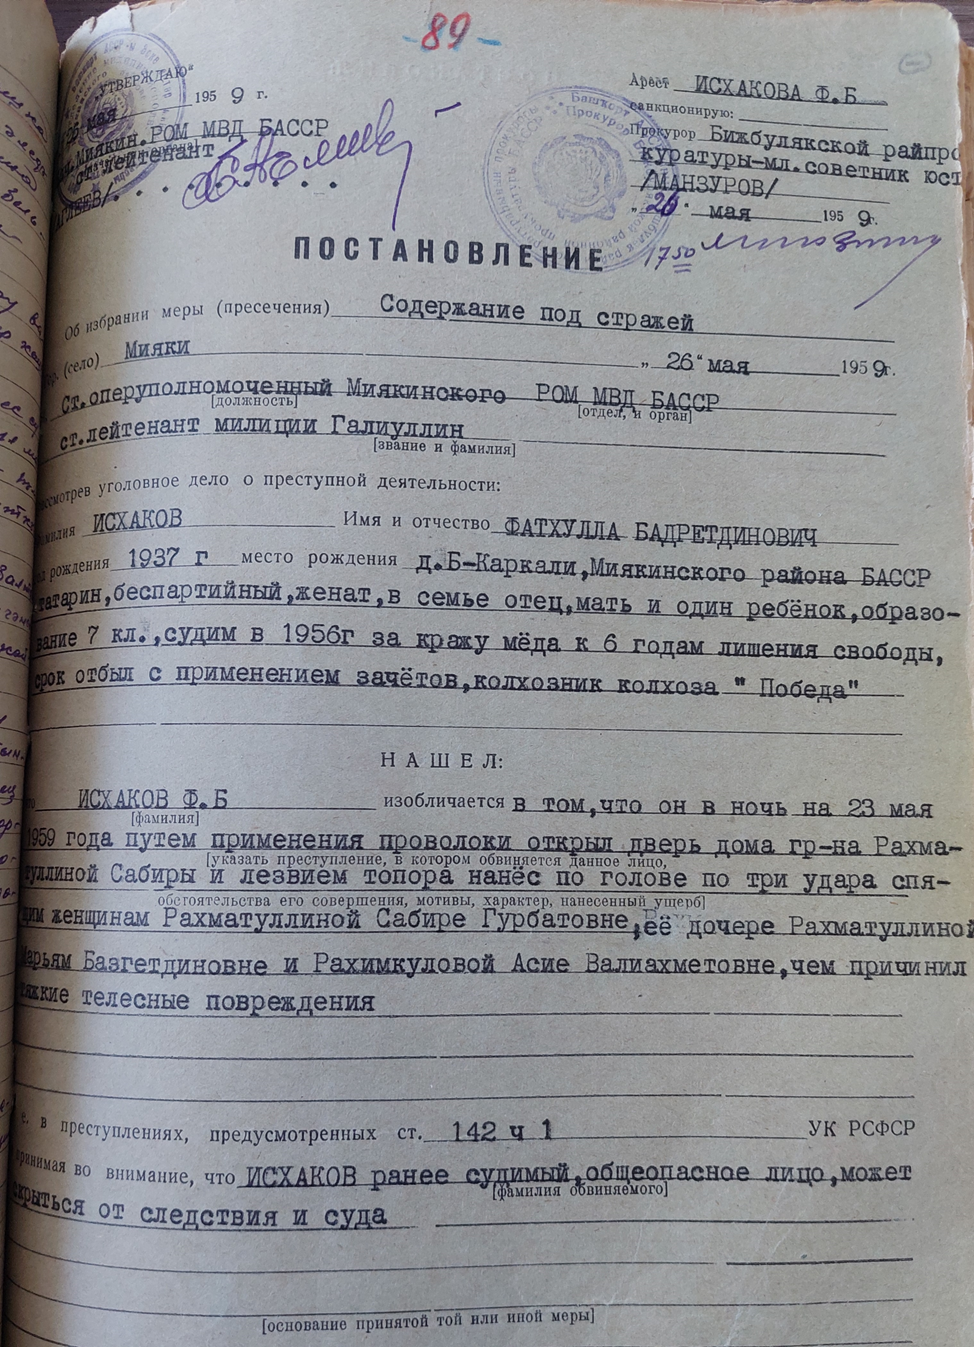 -89-
„УТВЕРЖДАЮ"
26 мая 1959 г.
Миякин.РОМ МВД БАССР
ст.лейтенант
Арест ИСХАКОВА Ф.Б
санкционирую:
Прокурор Бижбулякской райпро
куратуры-мл.советник юст
/МАНЗУРОВ/
„26" мая 1959 г.
17 50
ПОСТАНОВЛЕНИЕ
Об избрании меры (пресечения) Содержание под стражей
гор. (село) Мияки „26" мая 1959 г.
Ст.оперуполномоченный Миякинского РОМ МВД БАССР
[должность] [отдел, и орган]
ст.лейтенант милиции Галиуллин
[звание и фамилия]
рассмотрев уголовное дело о преступной деятельности:
фамилия ИСХАКОВ Имя и отчество ФАТХУЛЛА БАДРЕТДИНОВИЧ
рождения 1937 г место рождения д.Б-Каркали,Миякинского района БАССР
татарин,беспартийный,женат,в семье отец,мать и один ребёнок,образо-
вание 7 кл.,судим в 1956г за кражу мёда к 6 годам лишения свободы,
срок отбыл с применением зачётов,колхозник колхоза " Победа"
НАШЕЛ:
ИСХАКОВ Ф.Б изобличается в том,что он в ночь на 23 мая
[фамилия]
1959 года путем применения проволоки открыл дверь дома гр-на Рахма-
[указать преступление, в котором обвиняется данное лицо,
туллиной Сабиры и лезвием топора нанёс по голове по три удара спя-
обстоятельства его совершения, мотивы, характер, нанесенный ущерб]
щим женщинам Рахматуллиной Сабире Гурбатовне,её дочере Рахматуллиной
Марьям Базгетдиновне и Рахимкуловой Асие Валиахметовне,чем причинил
тяжкие телесные повреждения
т. е. в преступлениях, предусмотренных ст. 142 ч 1 УК РСФСР
принимая во внимание, что ИСХАКОВ ранее судимый,общеопасное лицо,может
[фамилия обвиняемого]
скрыться от следствия и суда
[основание принятой той или иной меры]